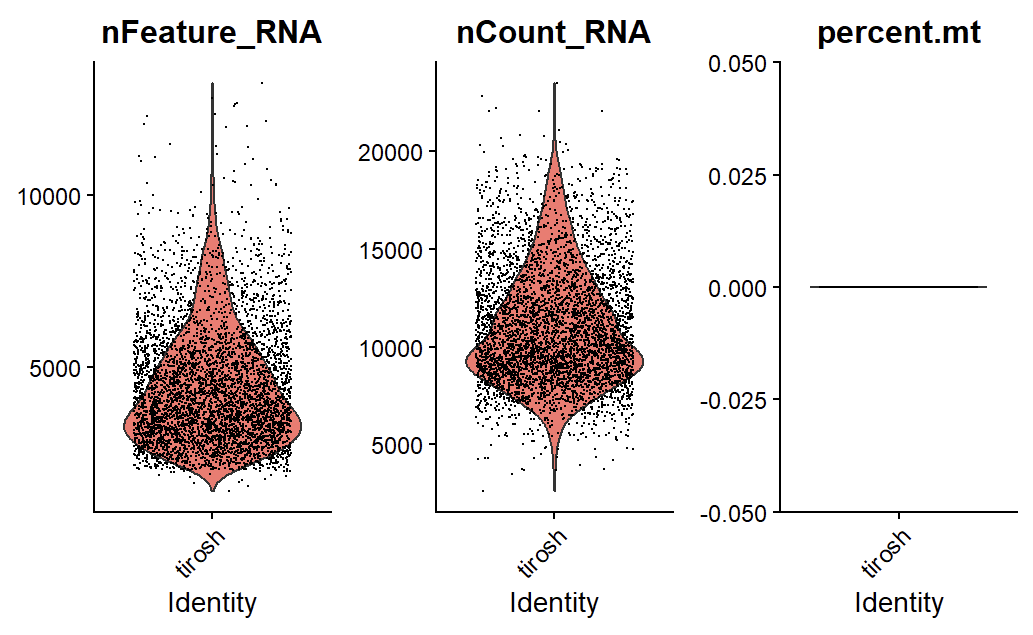 nFeature_RNA
10000
5000
tirosh
Identity
nCount_RNA
20000
15000
10000
5000
tirosh
Identity
percent.mt
0.050
0.025
0.000
-0.025
-0.050
tirosh
Identity